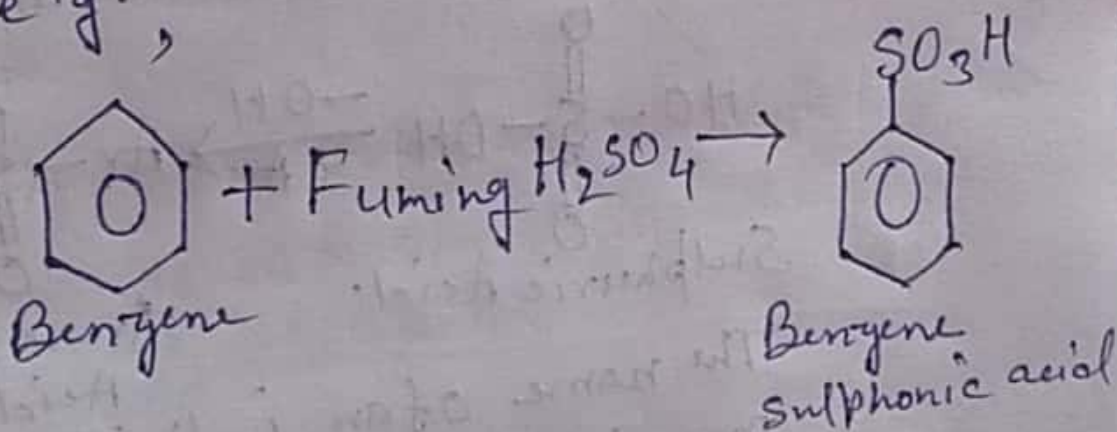 e g,
SO₃H
+ Fuming H₂SO₄ →
Benzene
Benzene
sulphonic acid